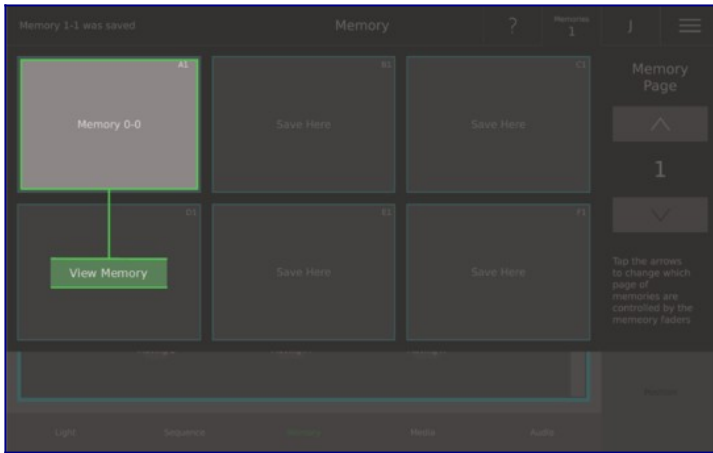 Memory 1-1 was saved
Memory
?
Memories
1
J
A1
Memory 0-0
B1
Save Here
C1
Save Here
Memory
Page
1
D1
View Memory
E1
Save Here
F1
Save Here
Tap the arrows
to change which
page of
memories are
controlled by the
memeory faders
Light
Sequence
Memory
Media
Audio